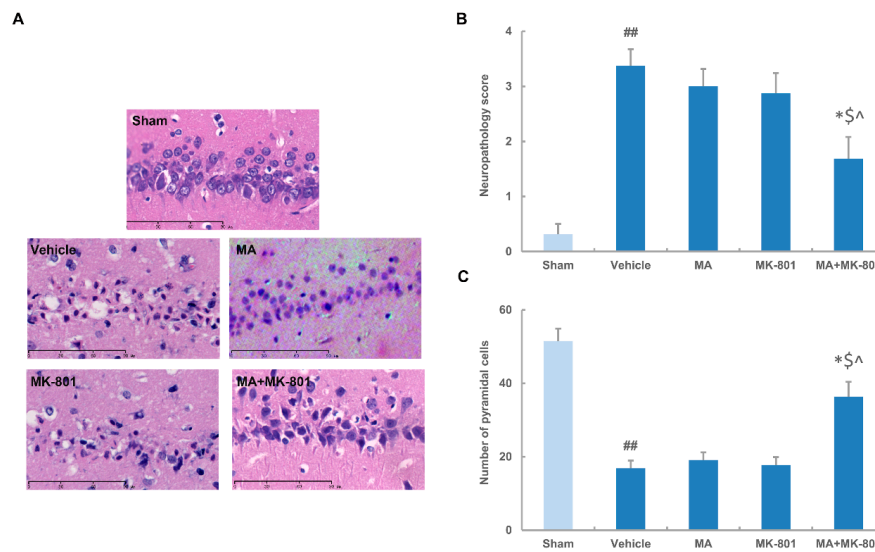 A
Sham
Vehicle
MA
MK-801
MA+MK-801
B
Neuropathology score
4
3
2
1
0
##
*$^
Sham Vehicle MA MK-801 MA+MK-80
C
Number of pyramidal cells
60
40
20
0
##
*$^
Sham Vehicle MA MK-801 MA+MK-80